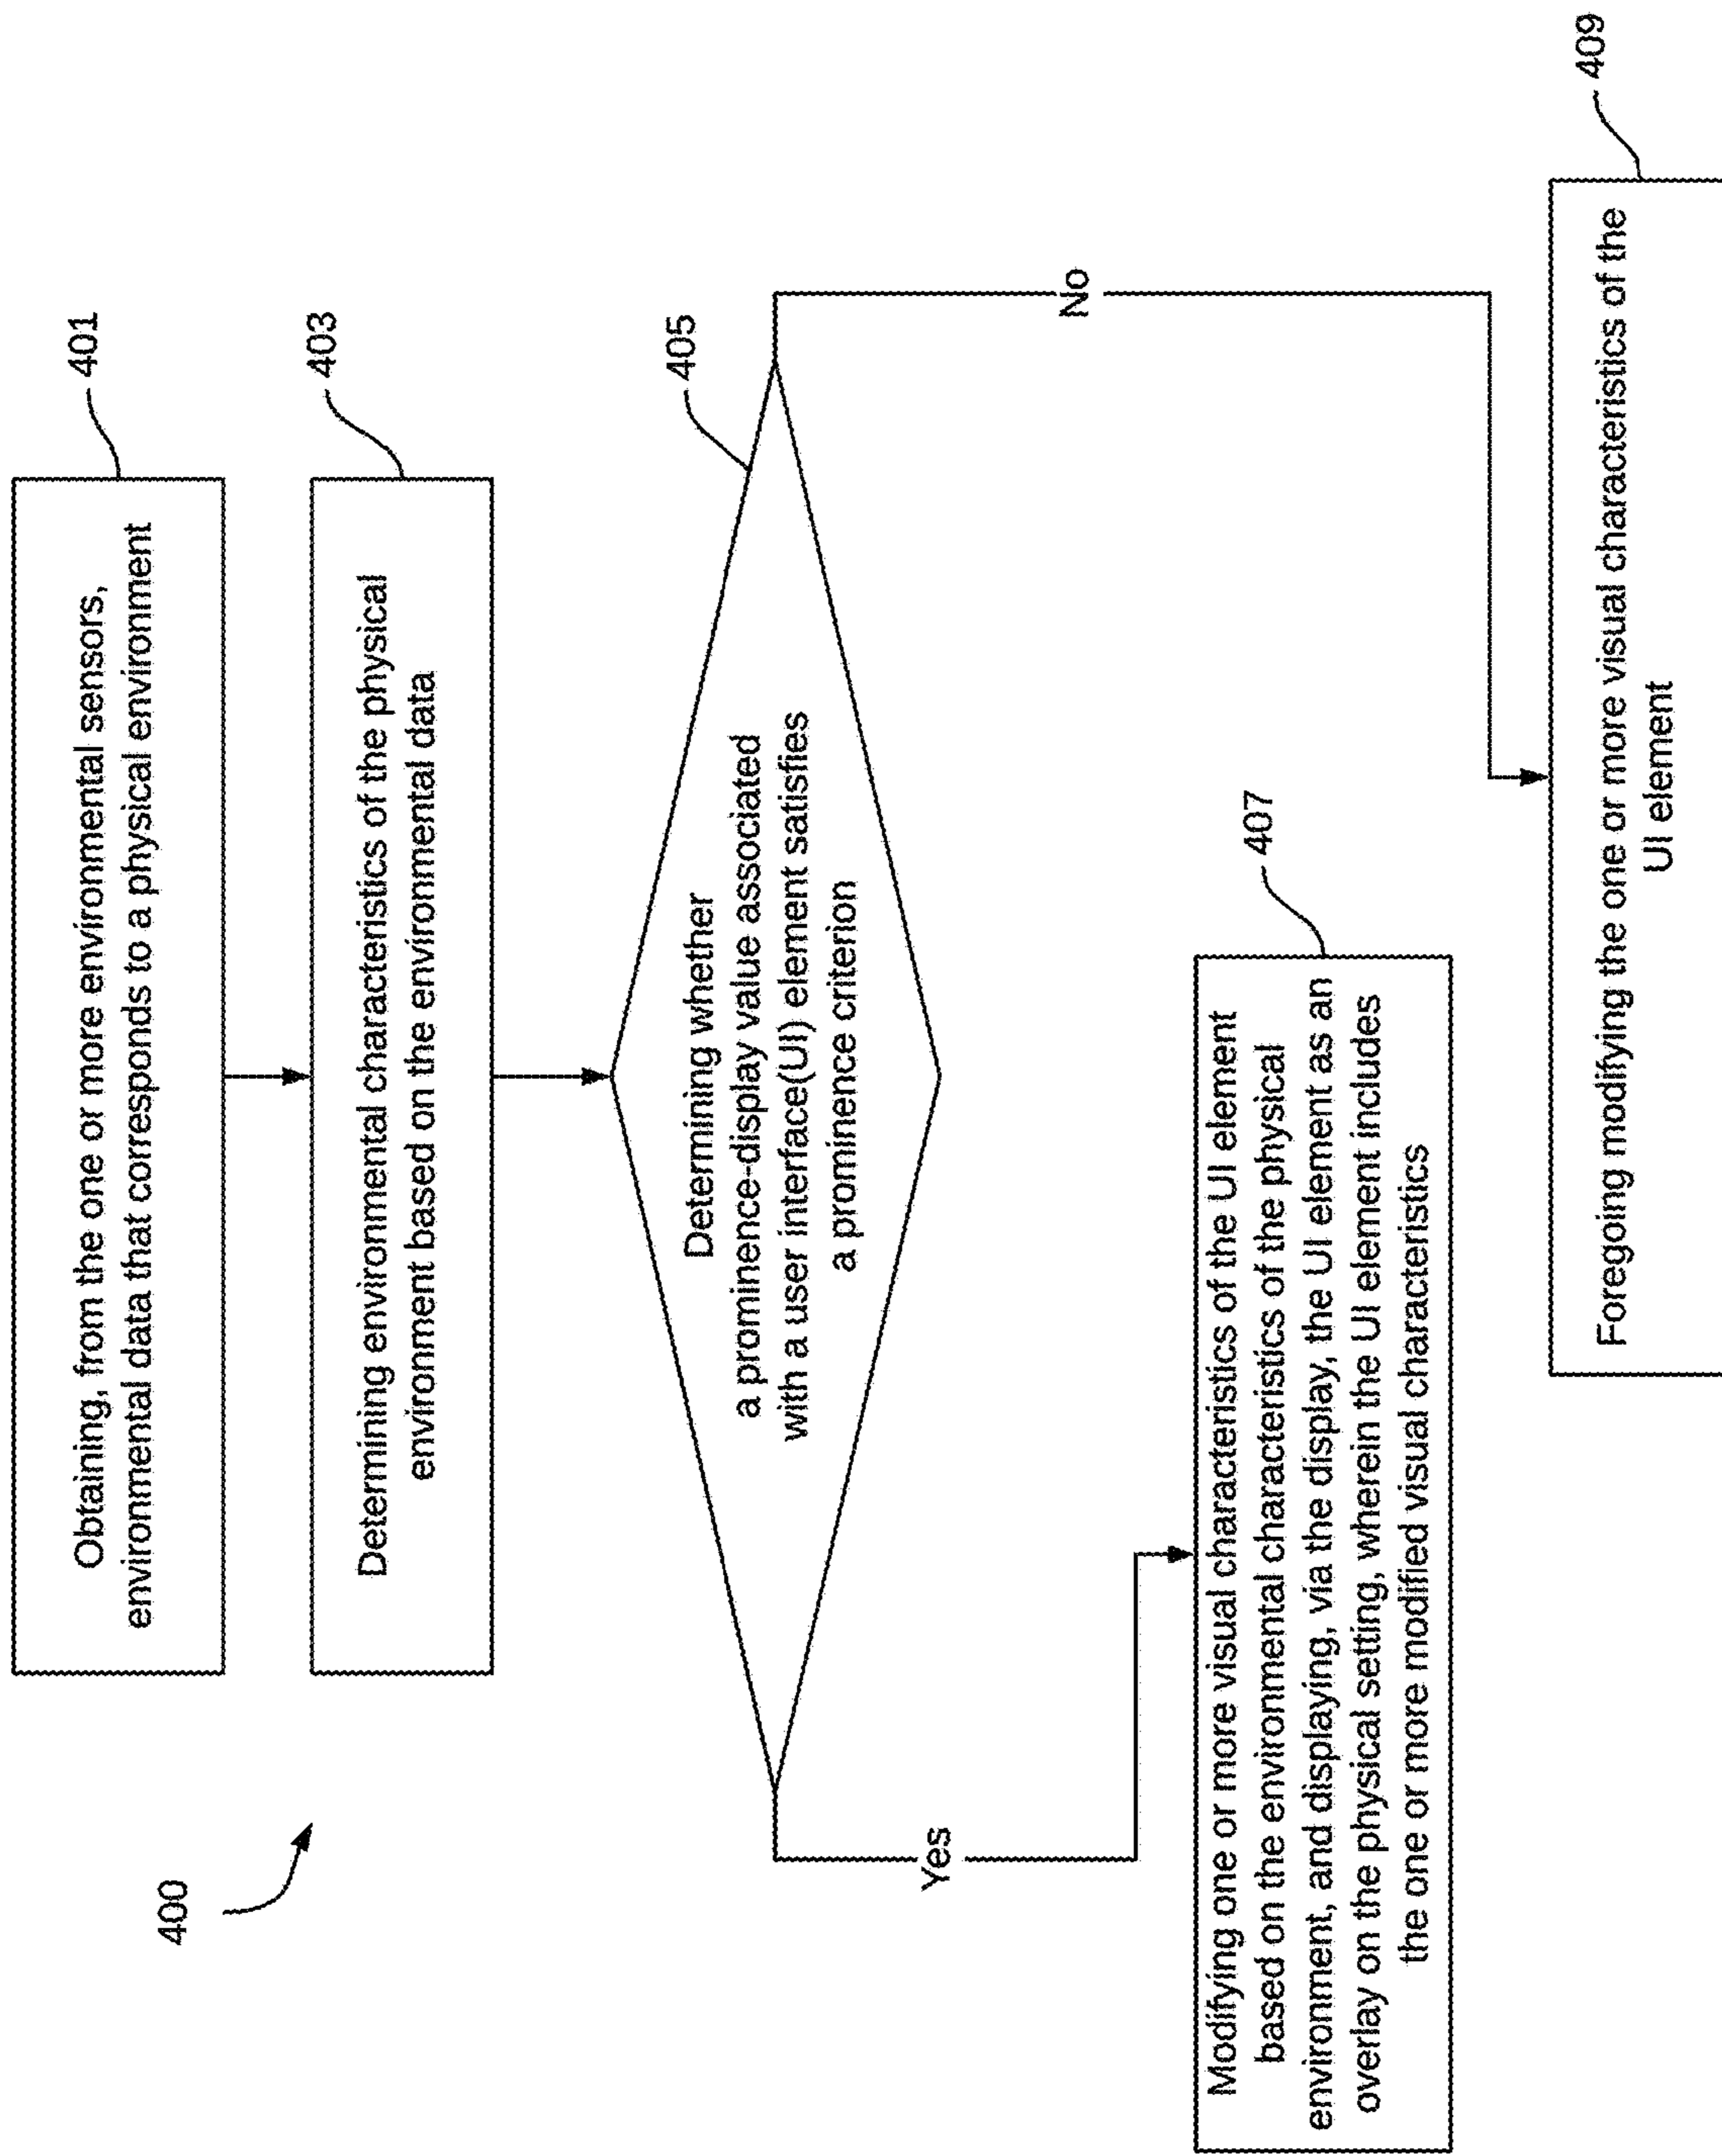 400
401
Obtaining, from the one or more environmental sensors,
environmental data that corresponds to a physical environment
403
Determining environmental characteristics of the physical
environment based on the environmental data
405
Determining whether
a prominence-display value associated
with a user interface(UI) element satisfies
a prominence criterion
Yes
No
407
Modifying one or more visual characteristics of the UI element
based on the environmental characteristics of the physical
environment, and displaying, via the display, the UI element as an
overlay on the physical setting, wherein the UI element includes
the one or more modified visual characteristics
409
Foregoing modifying the one or more visual characteristics of the
UI element